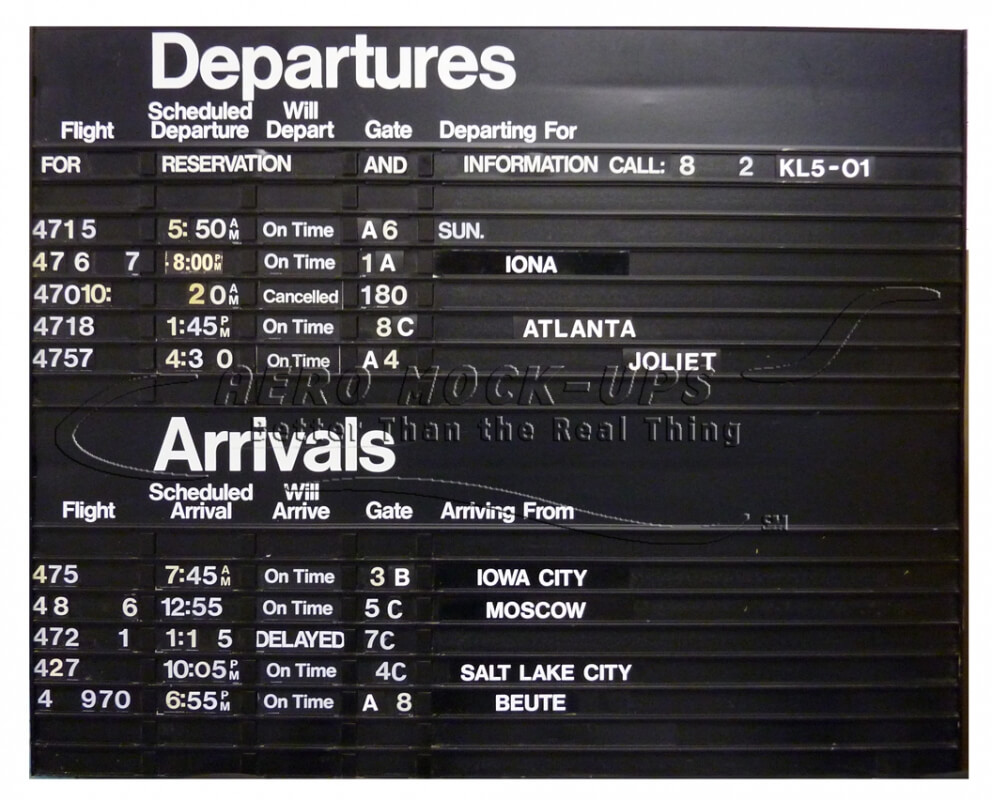 Departures
Scheduled Will
Flight Departure Depart Gate Departing For
FOR RESERVATION AND INFORMATION CALL: 8 2 KL5-01
4715 5:50 AM On Time A6 SUN.
476 7 8:00 PM On Time 1A IONA
47010: 20 AM Cancelled 180
4718 1:45 PM On Time 8C ATLANTA
4757 4:3 0 On Time A4 JOLIET
AERO MOCK-UPS
Better Than the Real Thing
Arrivals
Scheduled Will
Flight Arrival Arrive Gate Arriving From
SM
475 7:45 AM On Time 3 B IOWA CITY
48 6 12:55 On Time 5 C MOSCOW
472 1 1:1 5 DELAYED 7C
427 10:05 PM On Time 4C SALT LAKE CITY
4 970 6:55 PM On Time A 8 BEUTE